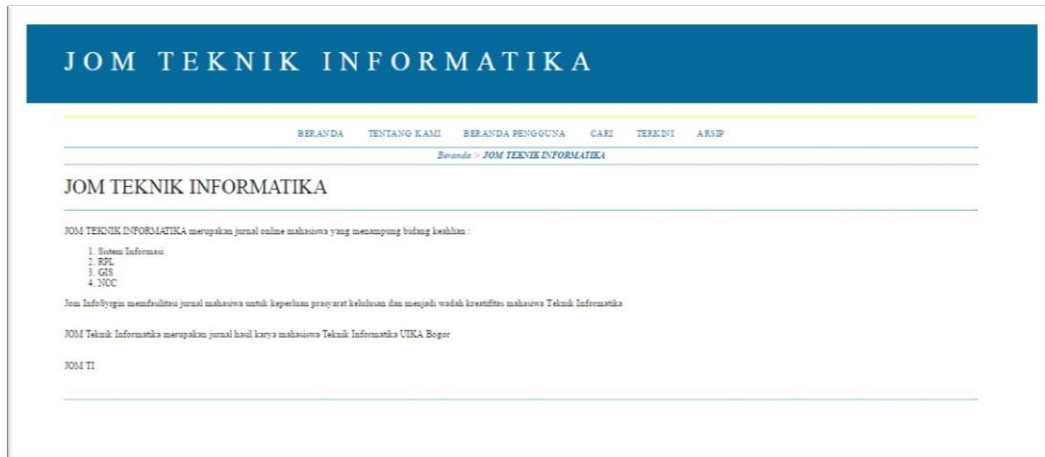 JOM TEKNIK INFORMATIKA
BERANDA TENTANG KAMI BERANDA PENGGUNA CARI TERKINI ARSIP
Beranda > JOM TEKNIK INFORMATIKA
JOM TEKNIK INFORMATIKA
JOM TEKNIK INFORMATIKA merupakan jurnal online mahasiswa yang menampung bidang keahlian :
1. Sistem Informasi
2. RPL
3. GIS
4. NCC
Jom memfasilitasi jurnal mahasiwa untuk keperluan prasyarat kelulusan dan menjadi wadah kreatifitas mahasiwa Teknik Informatika
JOM Teknik Informatika merupakan jurnal hasil karya mahasiswa Teknik Informatika UIKA Bogor
JOM TI